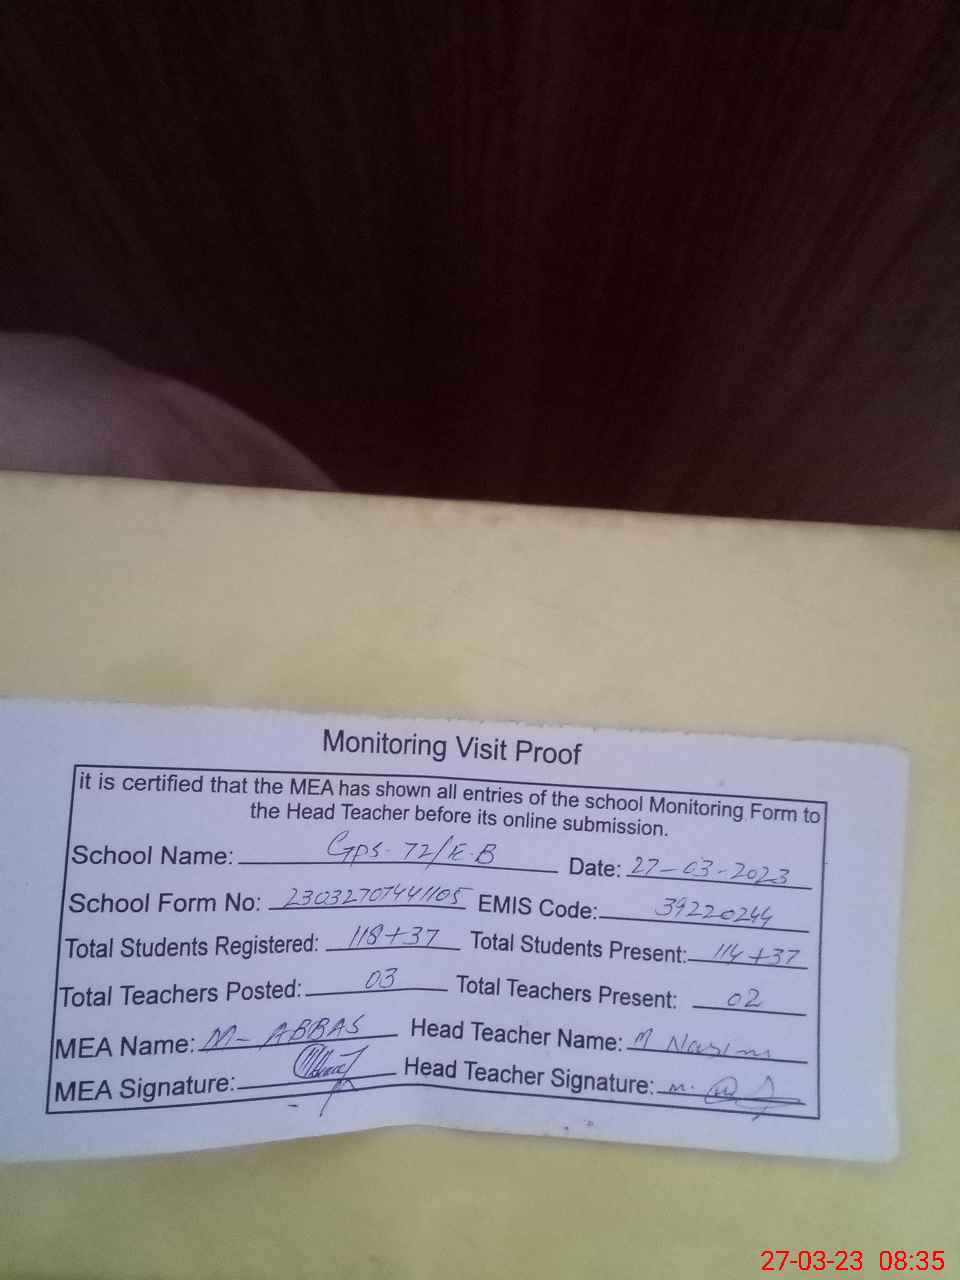 Monitoring Visit Proof
it is certified that the MEA has shown all entries of the school Monitoring Form to
the Head Teacher before its online submission.
School Name: GPS-72/E.B Date: 27-03-2023
School Form No: 23032707441105 EMIS Code: 39220244
Total Students Registered: 118+37 Total Students Present: 114+37
Total Teachers Posted: 03 Total Teachers Present: 02
MEA Name: M-ABBAS Head Teacher Name: M Nasim
MEA Signature: Head Teacher Signature:
27-03-23 08:35